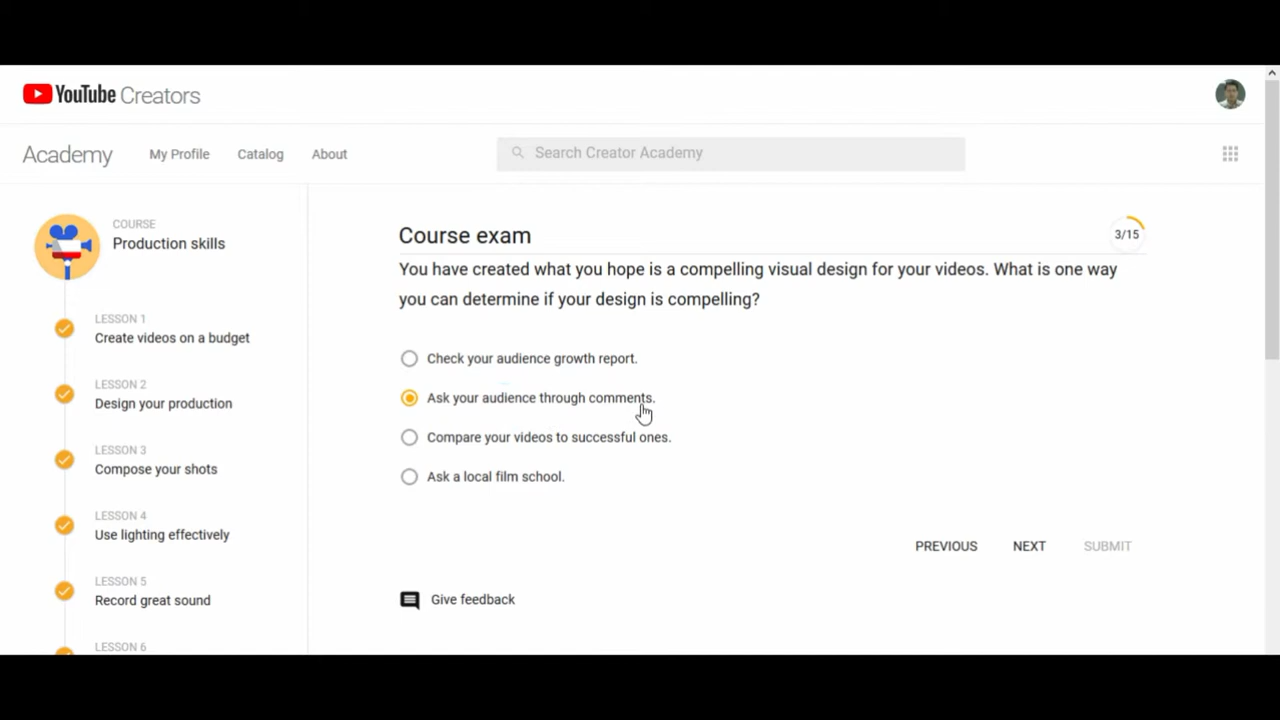 YouTube Creators
Academy My Profile Catalog About Search Creator Academy
COURSE
Production skills
LESSON 1
Create videos on a budget
LESSON 2
Design your production
LESSON 3
Compose your shots
LESSON 4
Use lighting effectively
LESSON 5
Record great sound
LESSON 6
Course exam 3/15
You have created what you hope is a compelling visual design for your videos. What is one way
you can determine if your design is compelling?
Check your audience growth report.
Ask your audience through comments.
Compare your videos to successful ones.
Ask a local film school.
PREVIOUS NEXT SUBMIT
Give feedback